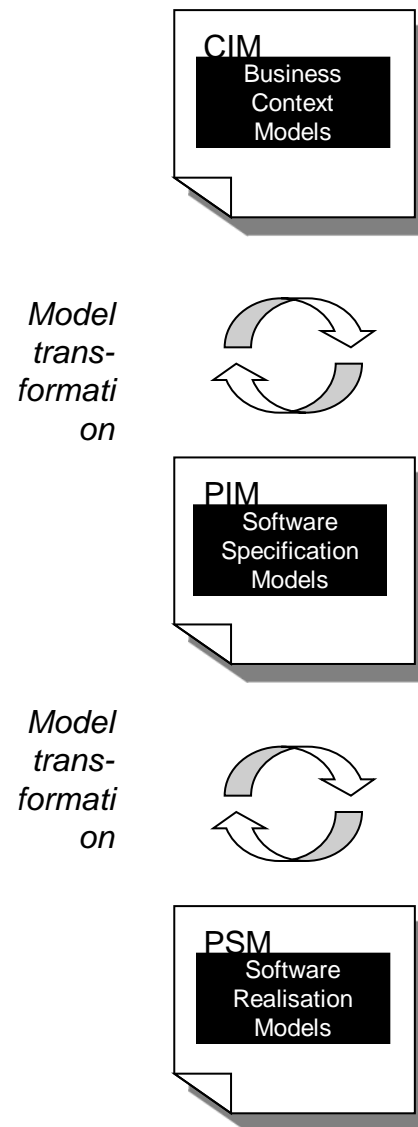 CIM
Business
Context
Models
Model
trans-
formati
on
PIM
Software
Specification
Models
Model
trans-
formati
on
PSM
Software
Realisation
Models